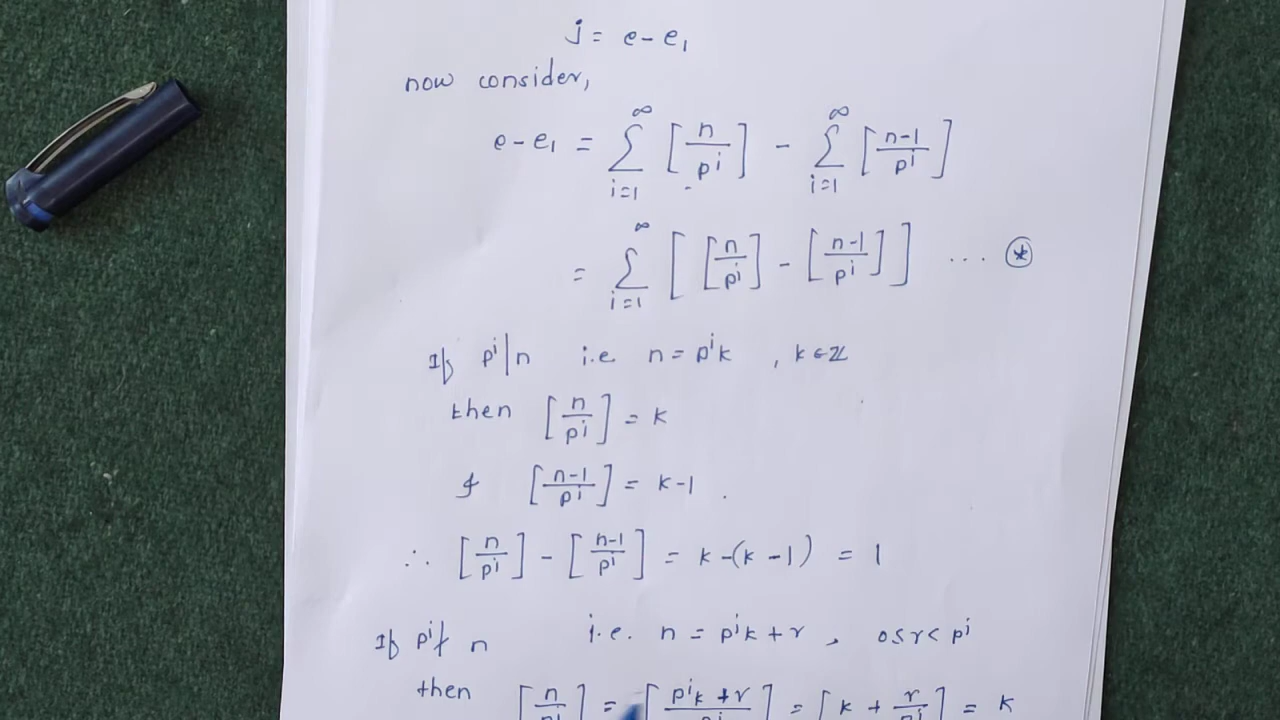 j = e - e₁
now consider,
e - e₁ = ∑_{i=1}^{∞} [n/pⁱ] - ∑_{i=1}^{∞} [(n-1)/pⁱ]
= ∑_{i=1}^{∞} [ [n/pⁱ] - [(n-1)/pⁱ] ] ... ⊛
If pⁱ|n i.e n = pⁱk , k∈ℤ
then [n/pⁱ] = k
& [(n-1)/pⁱ] = k-1 .
∴ [n/pⁱ] - [(n-1)/pⁱ] = k-(k-1) = 1
If pⁱ∤n i.e. n = pⁱk + r , 0≤r< pⁱ
then [n/pⁱ] = [(pⁱk + r)/pⁱ] = [k + r/pⁱ] = k